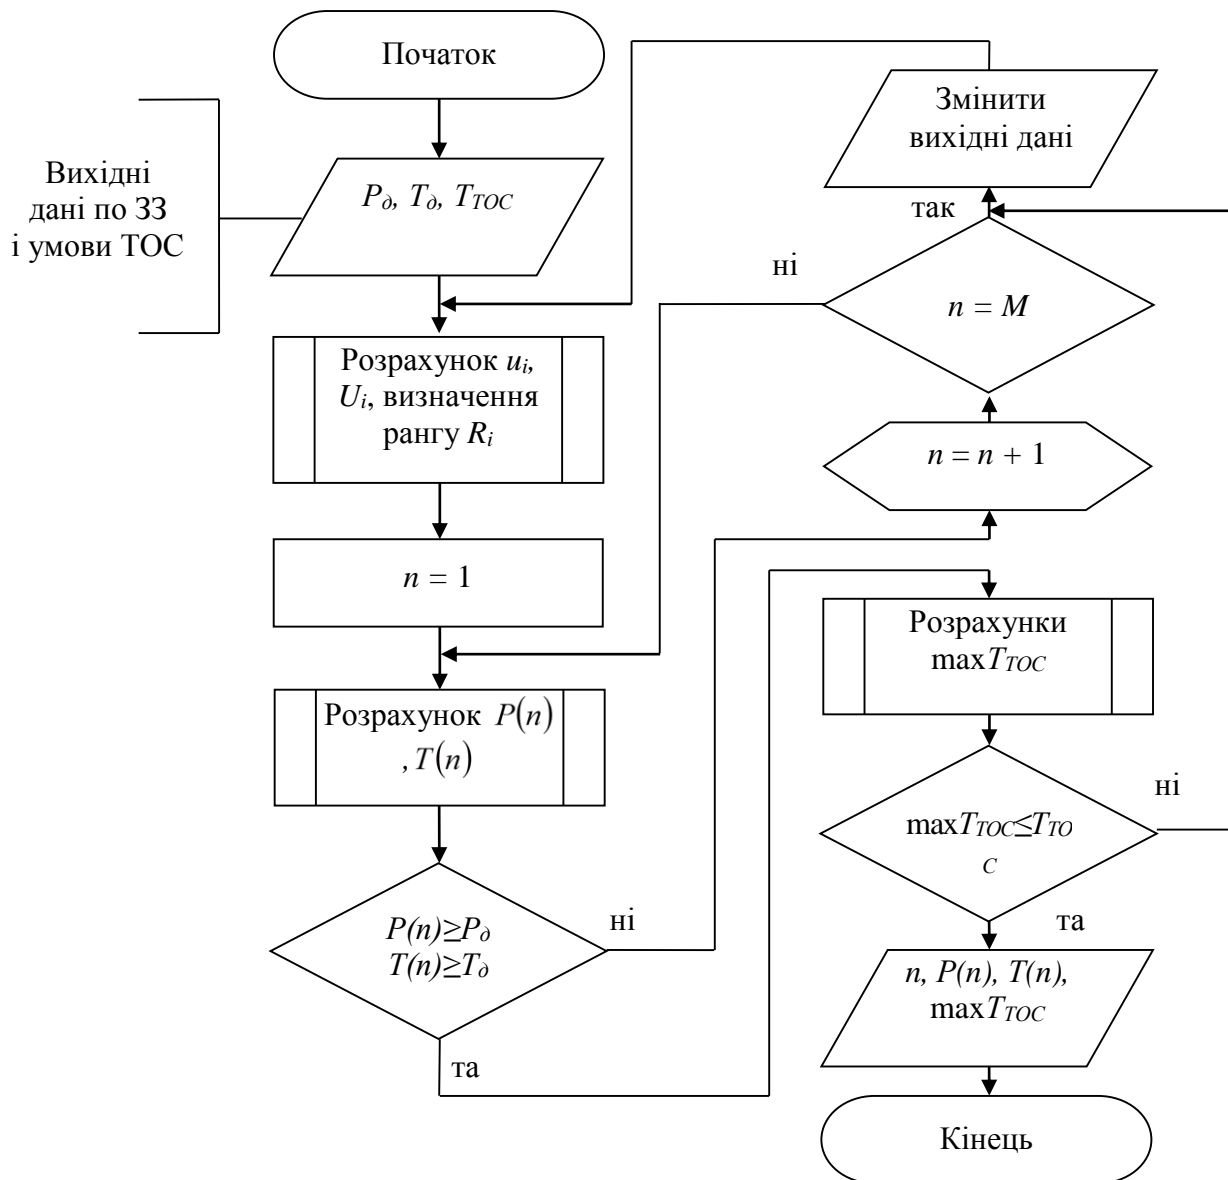 Початок
Вихідні
дані по ЗЗ
і умови ТОС
Pд, Tд, TТОС
Розрахунок ui,
Ui, визначення
рангу Ri
n = 1
Розрахунок P(n)
, T(n)
P(n)≥Pд
T(n)≥Tд
ні
та
Змінити
вихідні дані
так
ні
n = M
n = n + 1
Розрахунки
maxTТОС
ні
maxTТОС≤TТО
С
та
n, P(n), T(n),
maxTТОС
Кінець